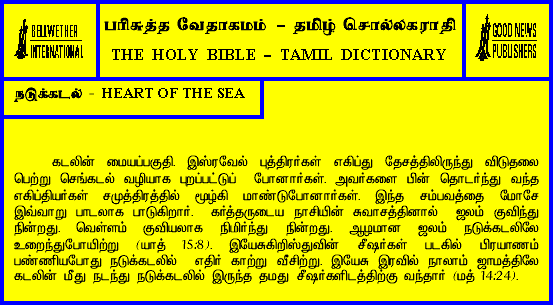 BELLWETHER
INTERNATIONAL
பரிசுத்த வேதாகமம் – தமிழ் சொல்லகராதி
THE HOLY BIBLE – TAMIL DICTIONARY
GOOD NEWS
PUBLISHERS
நடுக்கடல் - HEART OF THE SEA
கடலின் மையப்பகுதி. இஸ்ரவேல் புத்திரர்கள் எகிப்து தேசத்திலிருந்து விடுதலை
பெற்று செங்கடல் வழியாக புறப்பட்டுப் போனார்கள். அவர்களை பின் தொடர்ந்து வந்த
எகிப்தியர்கள் சமுத்திரத்தில் மூழ்கி மாண்டுபோனார்கள். இந்த சம்பவத்தை மோசே
இவ்வாறு பாடலாக பாடுகிறார். கர்த்தருடைய நாசியின் சுவாசத்தினால் ஜலம் குவிந்து
நின்றது. வெள்ளம் குவியலாக நிமிர்ந்து நின்றது. ஆழமான ஜலம் நடுக்கடலிலே
உறைந்துபோயிற்று (யாத் 15:8). இயேசுகிறிஸ்துவின் சீஷர்கள் படகில் பிரயாணம்
பண்ணியபோது நடுக்கடலில் எதிர் காற்று வீசிற்று. இயேசு இரவில் நாலாம் ஜாமத்திலே
கடலின் மீது நடந்து நடுக்கடலில் இருந்த தமது சீஷர்களிடத்திற்கு வந்தார் (மத் 14:24).